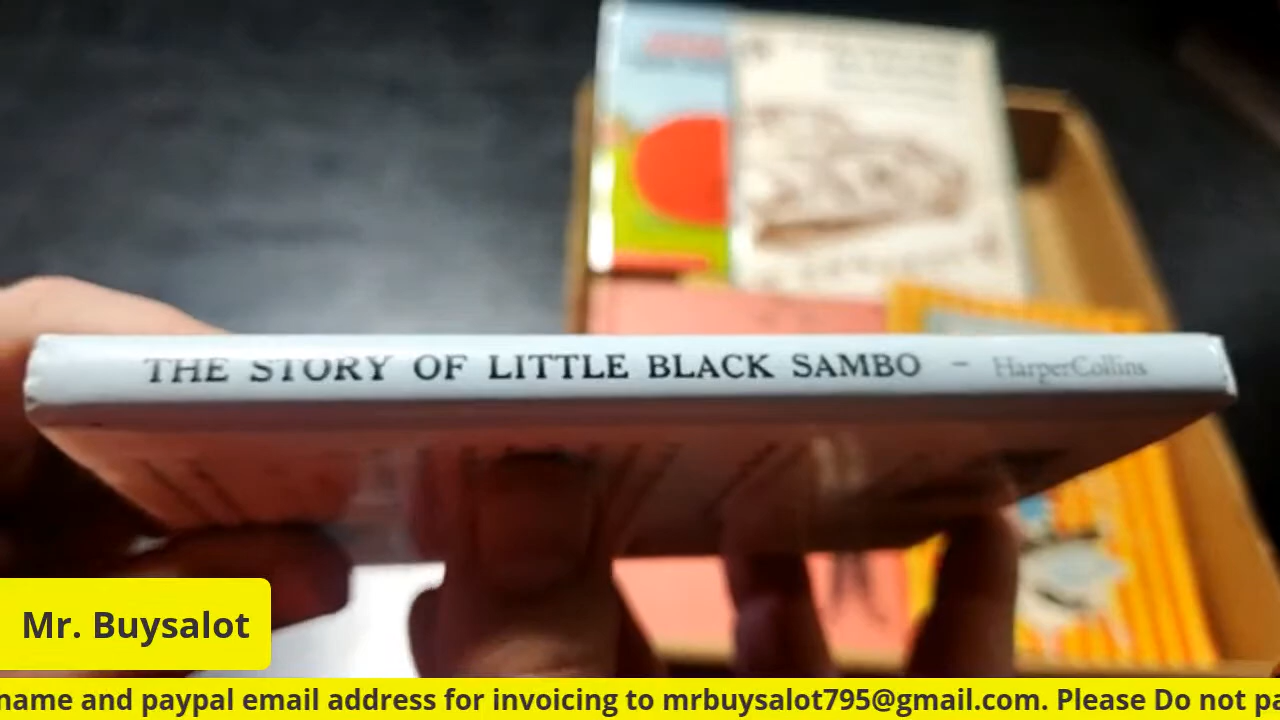 THE STORY OF LITTLE BLACK SAMBO – HarperCollins
Mr. Buysalot
name and paypal email address for invoicing to mrbuysalot795@gmail.com. Please Do not pa